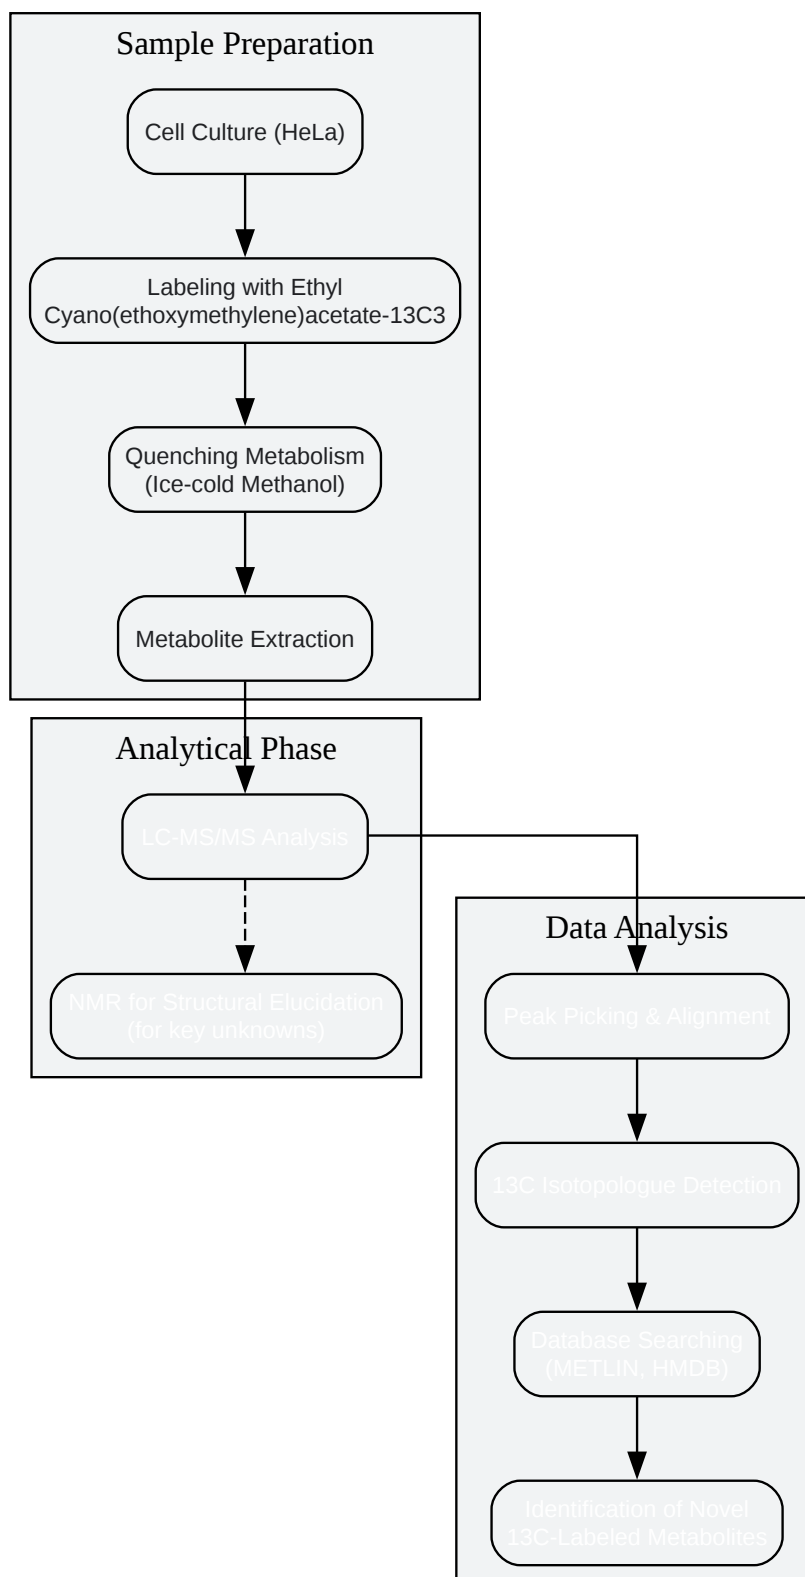 Sample Preparation
Cell Culture (HeLa)
Labeling with Ethyl
Cyano(ethoxymethylene)acetate-13C3
Quenching Metabolism
(Ice-cold Methanol)
Metabolite Extraction
Analytical Phase
LC-MS/MS Analysis
NMR for Structural Elucidation
(for key unknowns)
Data Analysis
Peak Picking & Alignment
13C Isotopologue Detection
Database Searching
(METLIN, HMDB)
Identification of Novel
13C-Labeled Metabolites